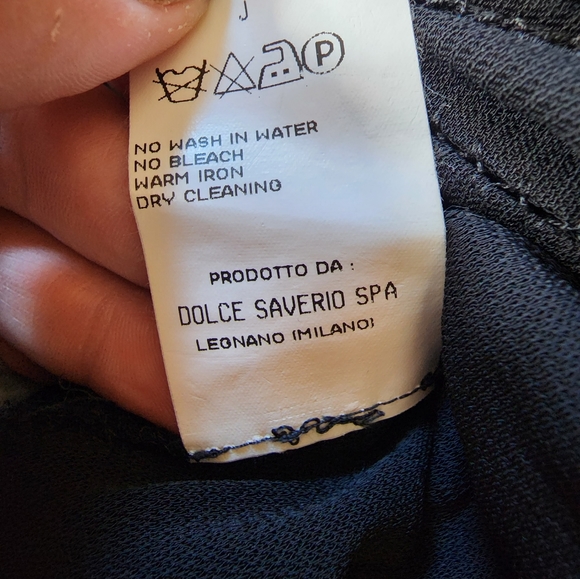 J
P
NO WASH IN WATER
NO BLEACH
WARM IRON
DRY CLEANING
PRODOTTO DA :
DOLCE SAVERIO SPA
LEGNANO (MILANO)